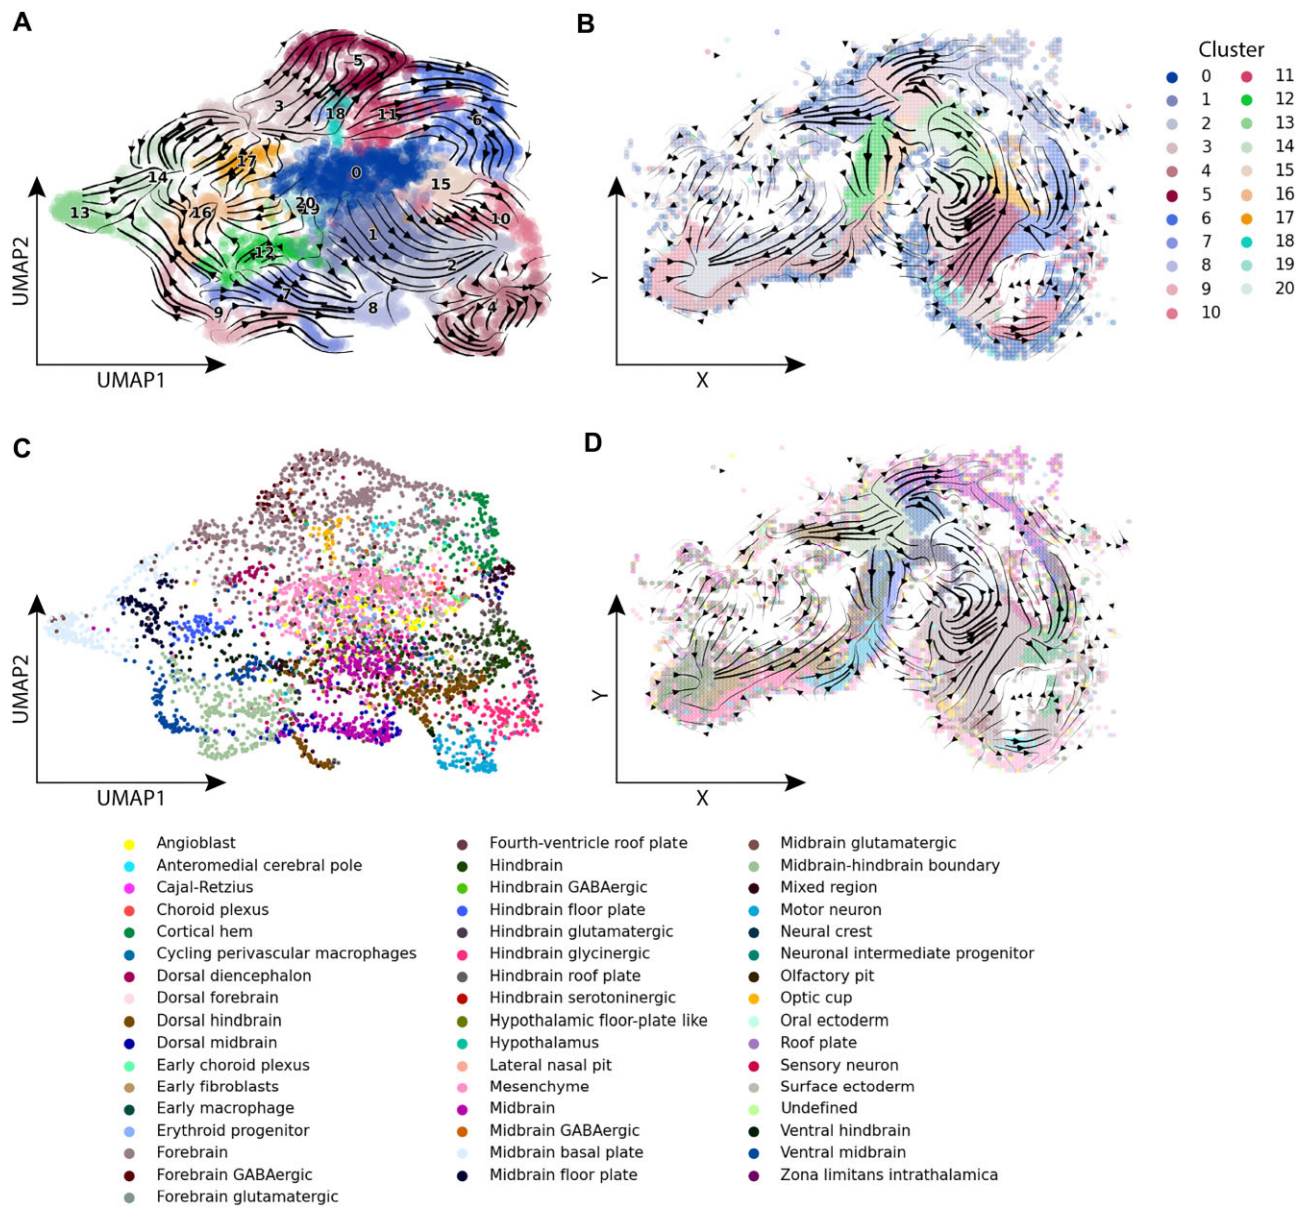 A
B
Cluster
0 11
1 12
2 13
3 14
4 15
5 16
6 17
7 18
8 19
9 20
10
5
3
18
11
6
17
0
14
15
13
16
20
19
10
1
12
2
7
8
4
9
UMAP2
UMAP1
Y
X
C
D
UMAP2
UMAP1
Y
X
Angioblast
Anteromedial cerebral pole
Cajal-Retzius
Choroid plexus
Cortical hem
Cycling perivascular macrophages
Dorsal diencephalon
Dorsal forebrain
Dorsal hindbrain
Dorsal midbrain
Early choroid plexus
Early fibroblasts
Early macrophage
Erythroid progenitor
Forebrain
Forebrain GABAergic
Forebrain glutamatergic
Fourth-ventricle roof plate
Hindbrain
Hindbrain GABAergic
Hindbrain floor plate
Hindbrain glutamatergic
Hindbrain glycinergic
Hindbrain roof plate
Hindbrain serotoninergic
Hypothalamic floor-plate like
Hypothalamus
Lateral nasal pit
Mesenchyme
Midbrain
Midbrain GABAergic
Midbrain basal plate
Midbrain floor plate
Midbrain glutamatergic
Midbrain-hindbrain boundary
Mixed region
Motor neuron
Neural crest
Neuronal intermediate progenitor
Olfactory pit
Optic cup
Oral ectoderm
Roof plate
Sensory neuron
Surface ectoderm
Undefined
Ventral hindbrain
Ventral midbrain
Zona limitans intrathalamica